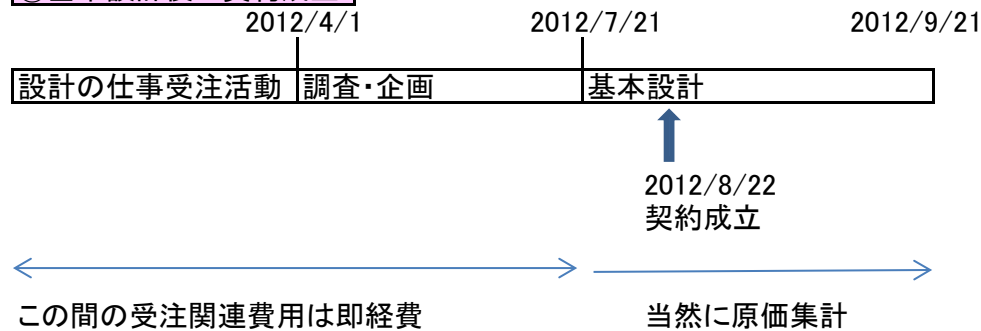 2012/4/1
2012/7/21
2012/9/21
設計の仕事受注活動
調査・企画
基本設計
2012/8/22
契約成立
この間の受注関連費用は即経費
当然に原価集計